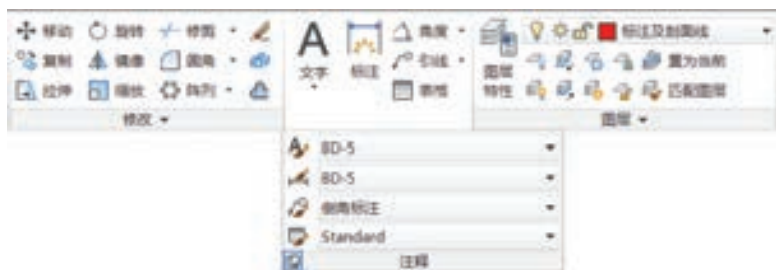 移动 旋转 修剪
复制 镜像 圆角
拉伸 缩放 阵列
修改
A
文字
标注
角度
引线
表格
图层
特性
标注及剖面线
置为当前
匹配图层
图层
BD-5
BD-5
倒角标注
Standard
注释